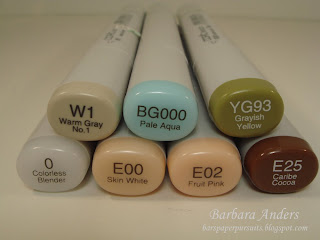 W1
Warm Gray
No.1
BG000
Pale Aqua
YG93
Grayish
Yellow
0
Colorless
Blender
E00
Skin White
E02
Fruit Pink
E25
Caribe
Cocoa
Barbara Anders
barspaperpursuits.blogspot.com